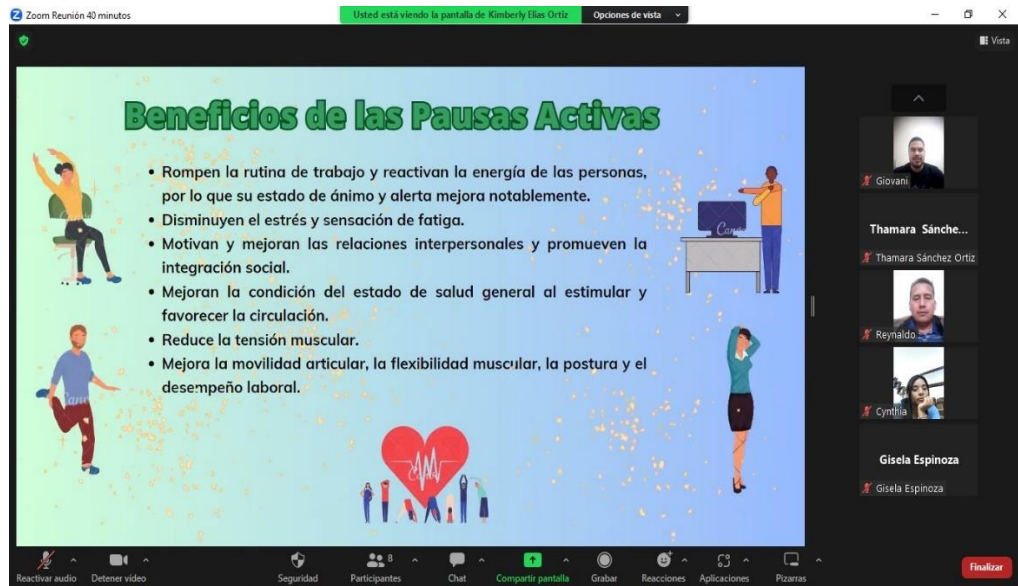 Zoom Reunión 40 minutos
Usted está viendo la pantalla de Kimberly Elias Ortiz
Opciones de vista
Vista
Beneficios de las Pausas Activas
• Rompen la rutina de trabajo y reactivan la energía de las personas,
por lo que su estado de ánimo y alerta mejora notablemente.
• Disminuyen el estrés y sensación de fatiga.
• Motivan y mejoran las relaciones interpersonales y promueven la
integración social.
• Mejoran la condición del estado de salud general al estimular y
favorecer la circulación.
• Reduce la tensión muscular.
• Mejora la movilidad articular, la flexibilidad muscular, la postura y el
desempeño laboral.
Canva
Canva
Canva
Giovani
Thamara Sánche...
Thamara Sánchez Ortiz
Reynaldo
Cynthia
Gisela Espinoza
Gisela Espinoza
Reactivar audio
Detener vídeo
Seguridad
Participantes
8
Chat
Compartir pantalla
Grabar
Reacciones
Aplicaciones
Pizarras
Finalizar